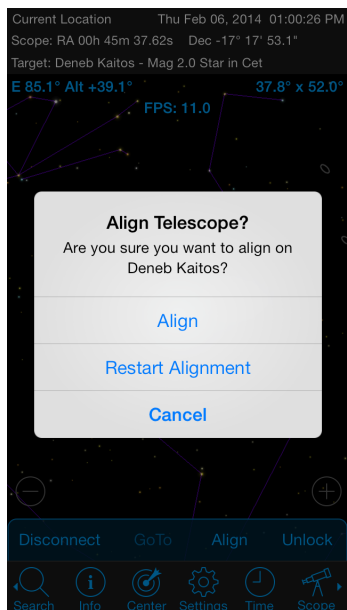 Current Location Thu Feb 06, 2014 01:00:26 PM
Scope: RA 00h 45m 37.62s Dec -17° 17' 53.1"
Target: Deneb Kaitos - Mag 2.0 Star in Cet
E 85.1° Alt +39.1° 37.8° x 52.0°
FPS: 11.0
Align Telescope?
Are you sure you want to align on
Deneb Kaitos?
Align
Restart Alignment
Cancel
Disconnect GoTo Align Unlock
Search Info Center Settings Time Scope